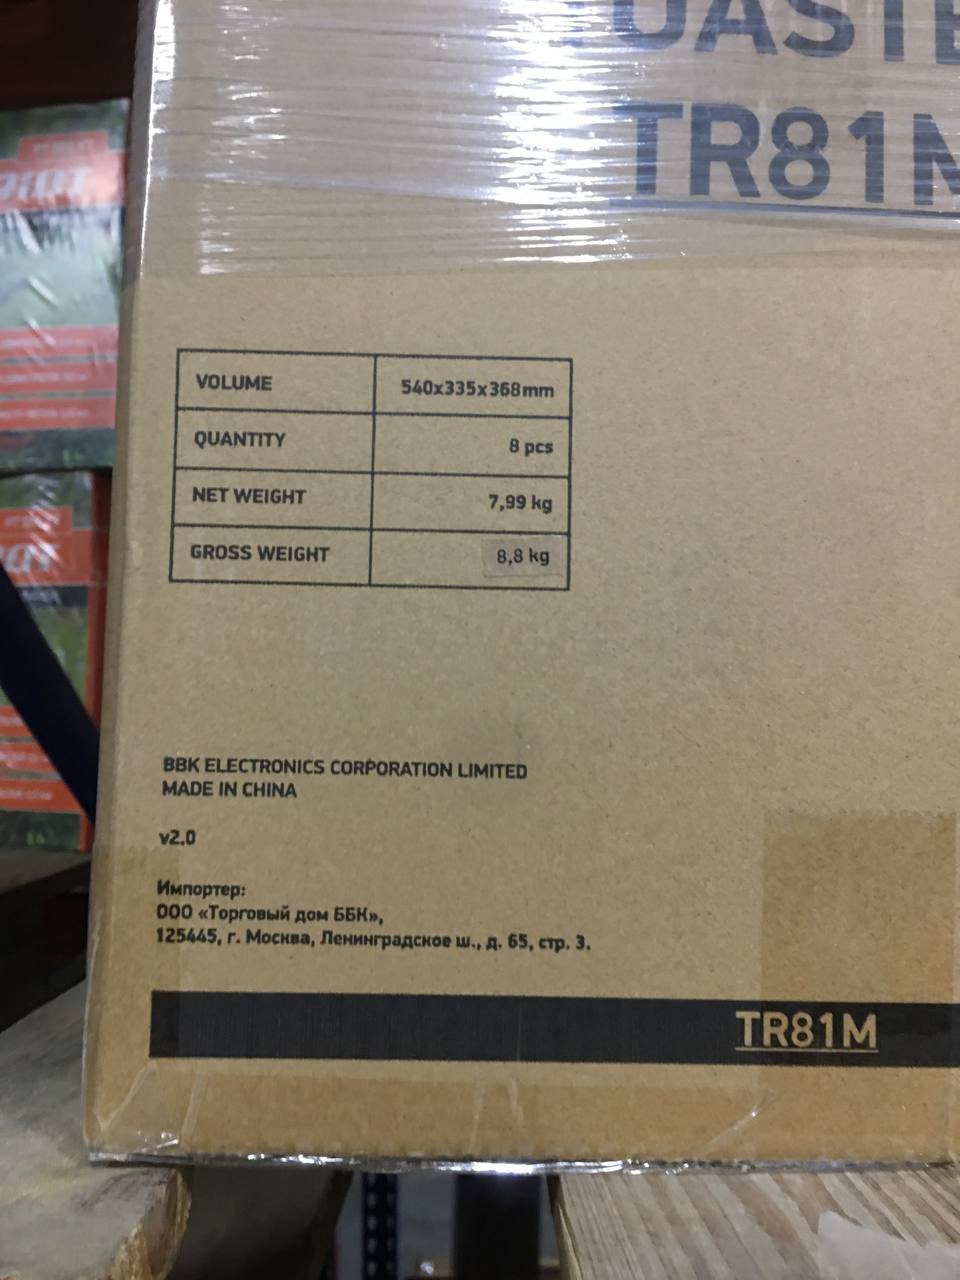 TR81M
VOLUME 540x335x368mm
QUANTITY 8 pcs
NET WEIGHT 7,99 kg
GROSS WEIGHT 8,8 kg
BBK ELECTRONICS CORPORATION LIMITED
MADE IN CHINA
v2.0
Импортер:
ООО «Торговый дом ББК»,
125445, г. Москва, Ленинградское ш., д. 65, стр. 3.
TR81M